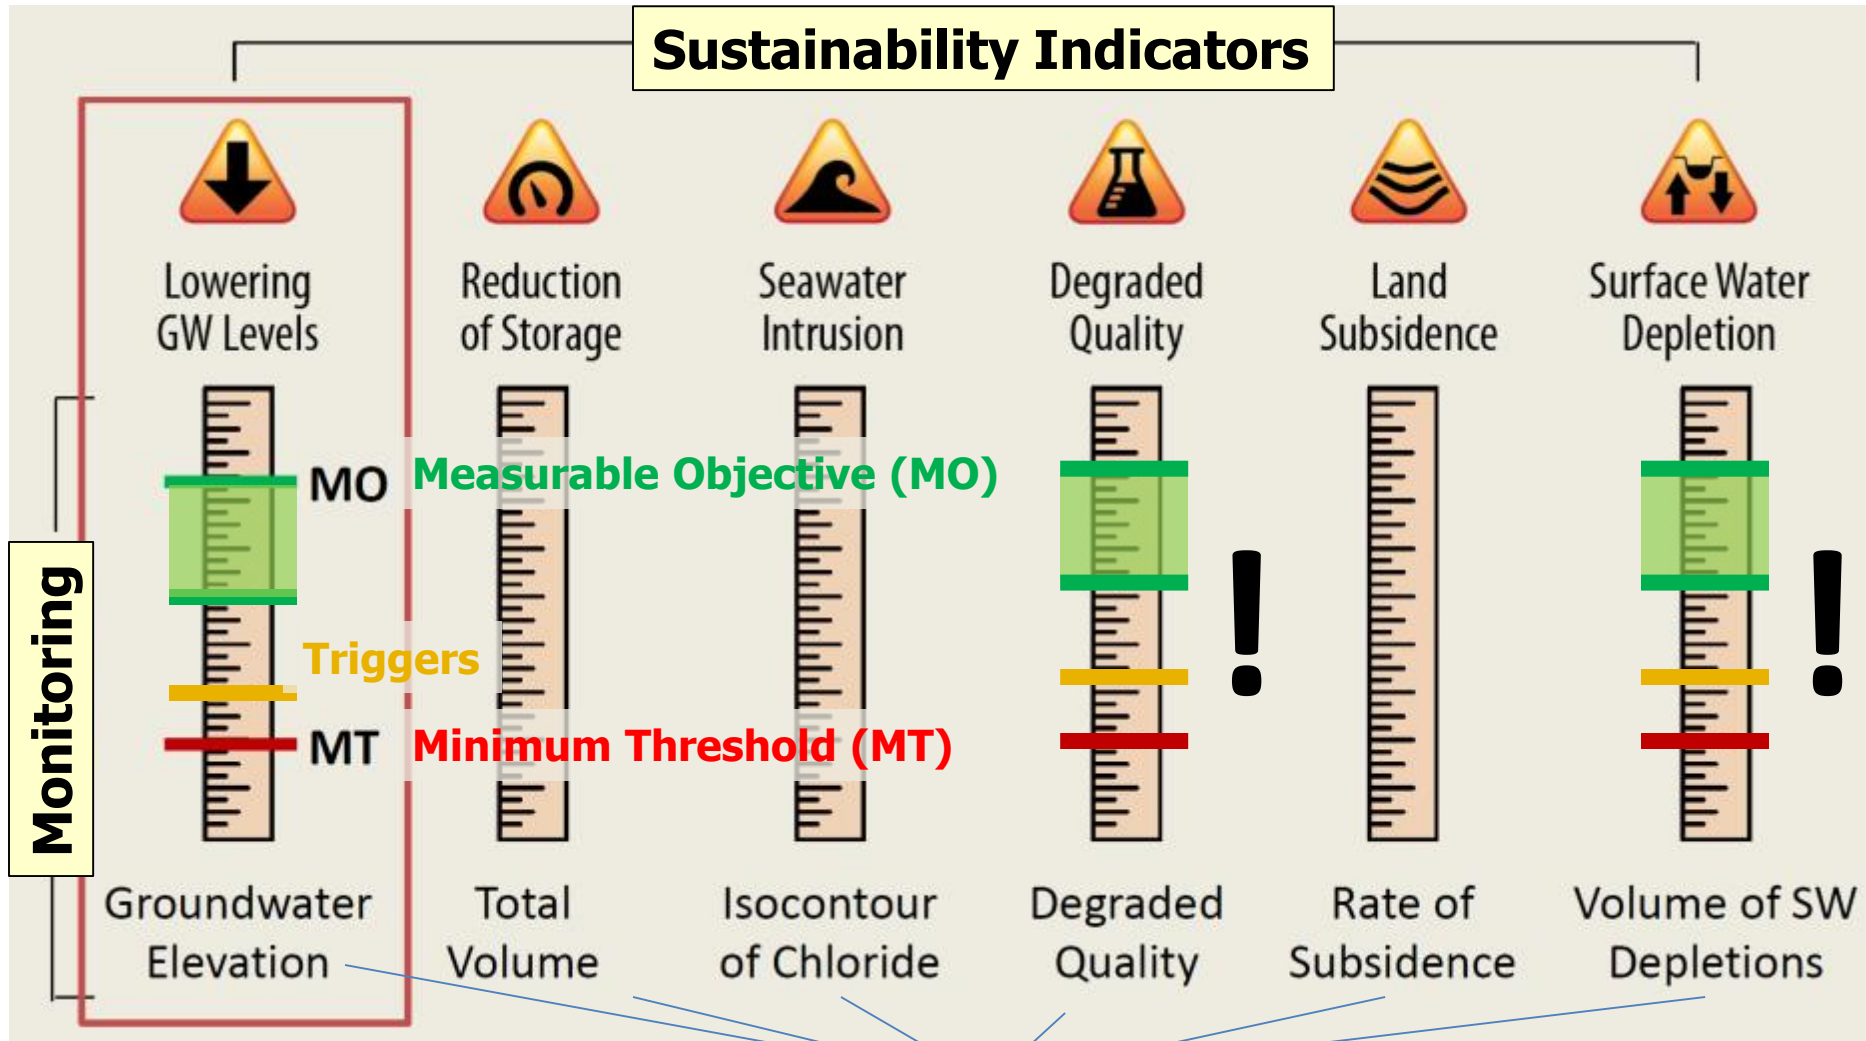 Sustainability Indicators
Lowering
GW Levels
Reduction
of Storage
Seawater
Intrusion
Degraded
Quality
Land
Subsidence
Surface Water
Depletion
Monitoring
MO
Measurable Objective (MO)
Triggers
MT
Minimum Threshold (MT)
!
!
Groundwater
Elevation
Total
Volume
Isocontour
of Chloride
Degraded
Quality
Rate of
Subsidence
Volume of SW
Depletions